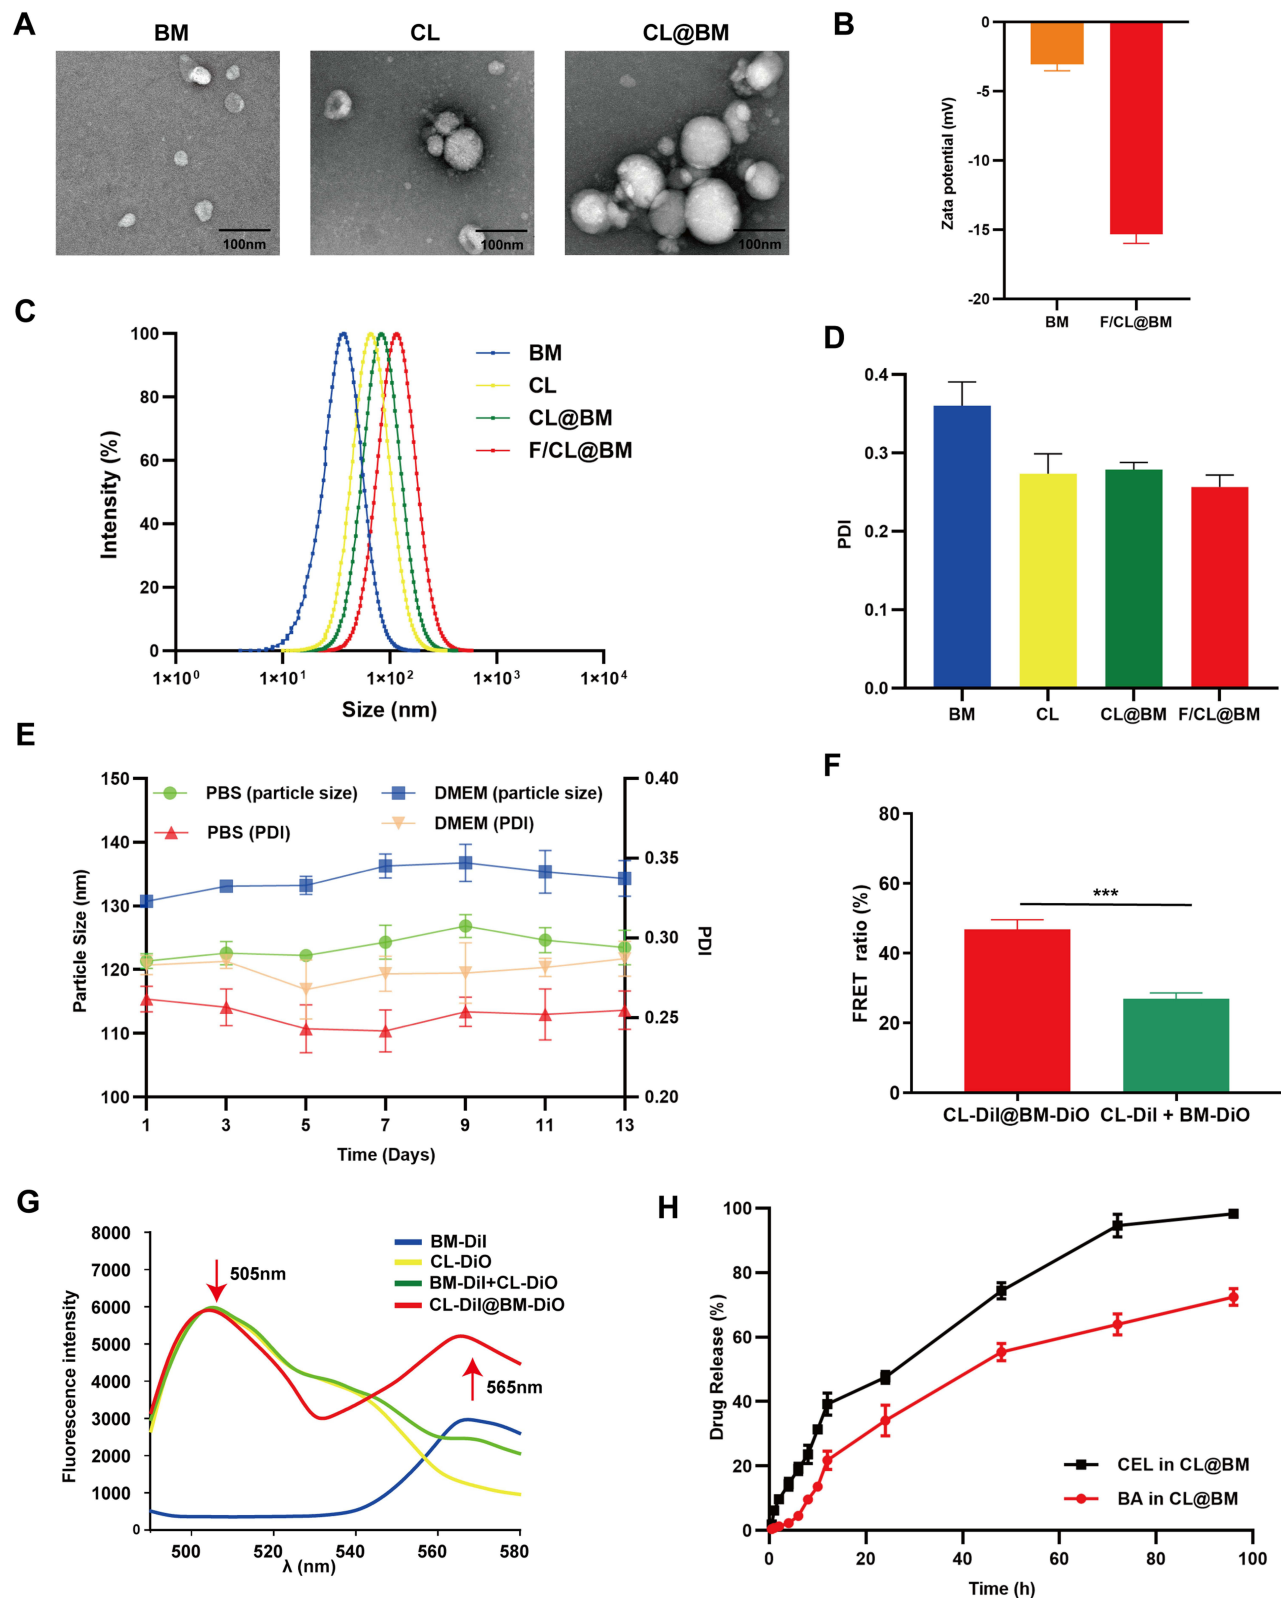 A
BM
CL
CL@BM
100nm
100nm
100nm
B
0
-5
-10
-15
-20
Zata potential (mV)
BM
F/CL@BM
C
100
80
60
40
20
0
Intensity (%)
1×10⁰
1×10¹
1×10²
1×10³
1×10⁴
Size (nm)
BM
CL
CL@BM
F/CL@BM
D
0.4
0.3
0.2
0.1
0.0
PDI
BM
CL
CL@BM
F/CL@BM
E
150
140
130
120
110
100
Particle Size (nm)
PBS (particle size)
DMEM (particle size)
PBS (PDI)
DMEM (PDI)
0.40
0.35
0.30
0.25
0.20
PDI
1
3
5
7
9
11
13
Time (Days)
F
80
60
40
20
0
FRET ratio (%)
***
CL-DiI@BM-DiO
CL-DiI + BM-DiO
G
8000
7000
6000
5000
4000
3000
2000
1000
0
Fluorescence intensity
505nm
565nm
BM-DiI
CL-DiO
BM-DiI+CL-DiO
CL-DiI@BM-DiO
500
520
540
560
580
λ (nm)
H
100
80
60
40
20
0
Drug Release (%)
CEL in CL@BM
BA in CL@BM
0
20
40
60
80
100
Time (h)